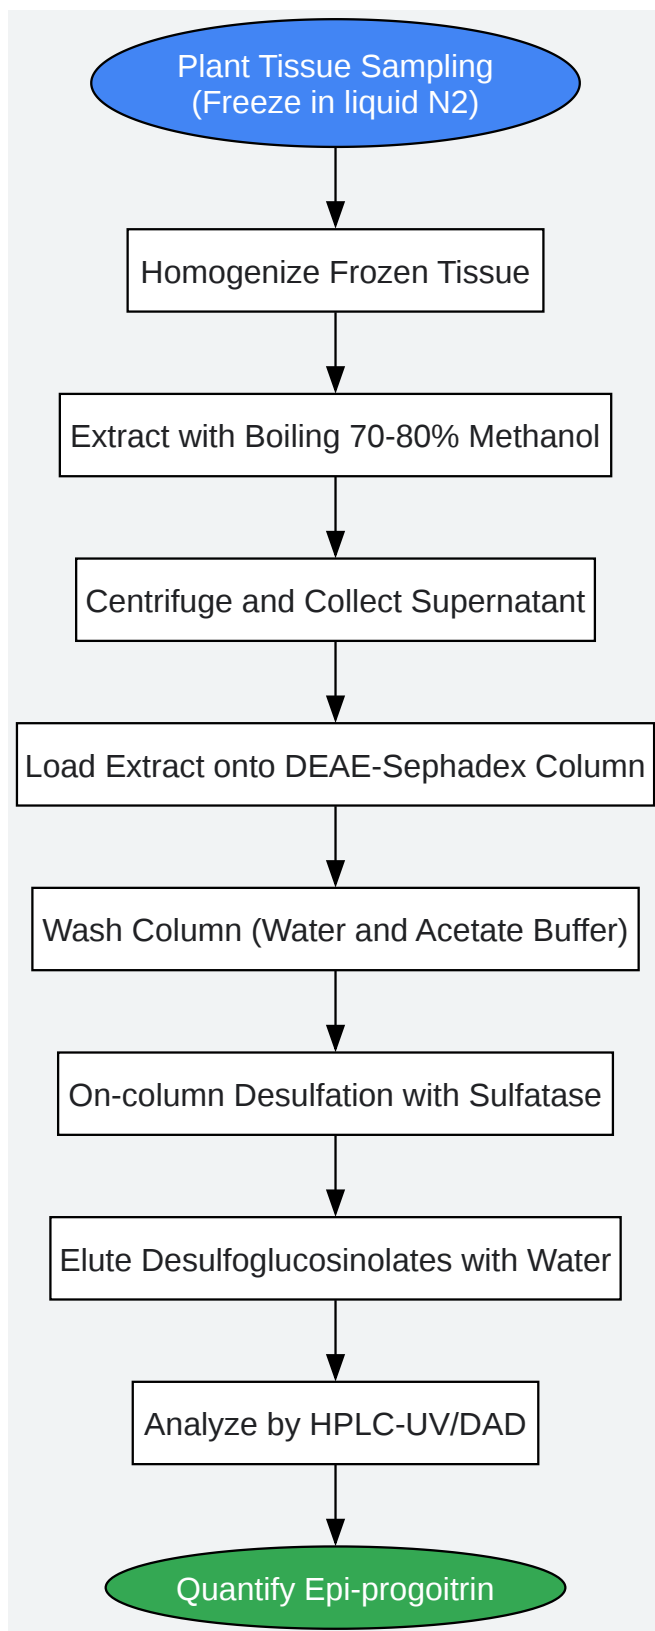 Plant Tissue Sampling
(Freeze in liquid N2)
Homogenize Frozen Tissue
Extract with Boiling 70-80% Methanol
Centrifuge and Collect Supernatant
Load Extract onto DEAE-Sephadex Column
Wash Column (Water and Acetate Buffer)
On-column Desulfation with Sulfatase
Elute Desulfoglucosinolates with Water
Analyze by HPLC-UV/DAD
Quantify Epi-progoitrin